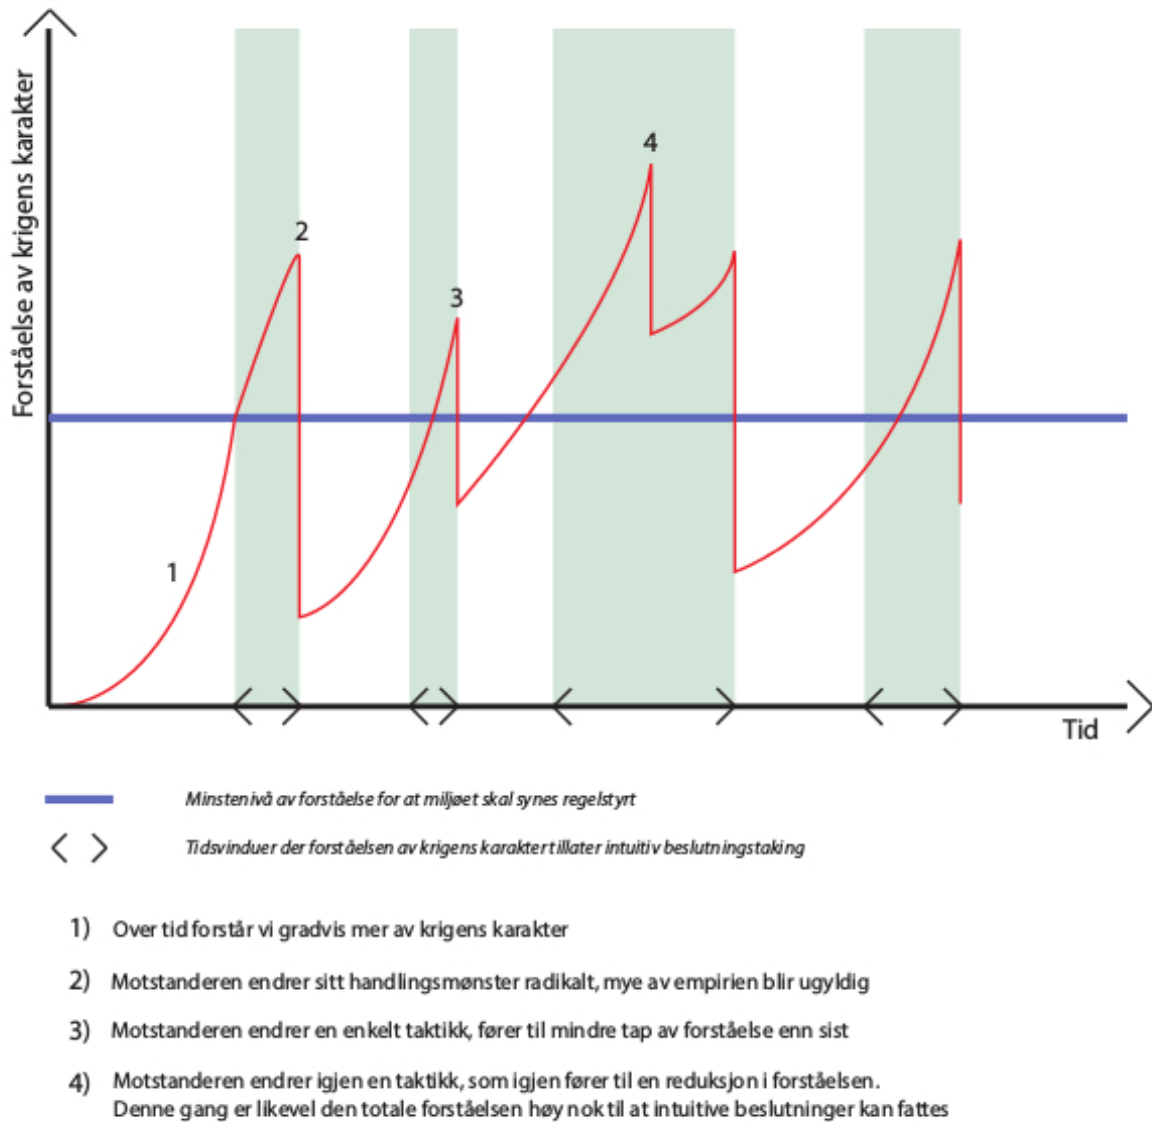 Forståelse av krigens karakter
1
2
3
4
Tid
Minstenivå av forståelse for at miljøet skal synes regelstyrt
Tidsvinduer der forståelsen av krigens karakter tillater intuitiv beslutningstaking
1) Over tid forstår vi gradvis mer av krigens karakter
2) Motstanderen endrer sitt handlingsmønster radikalt, mye av empirien blir ugyldig
3) Motstanderen endrer en enkelt taktikk, fører til mindre tap av forståelse enn sist
4) Motstanderen endrer igjen en taktikk, som igjen fører til en reduksjon i forståelsen.
Denne gang er likevel den totale forståelsen høy nok til at intuitive beslutninger kan fattes